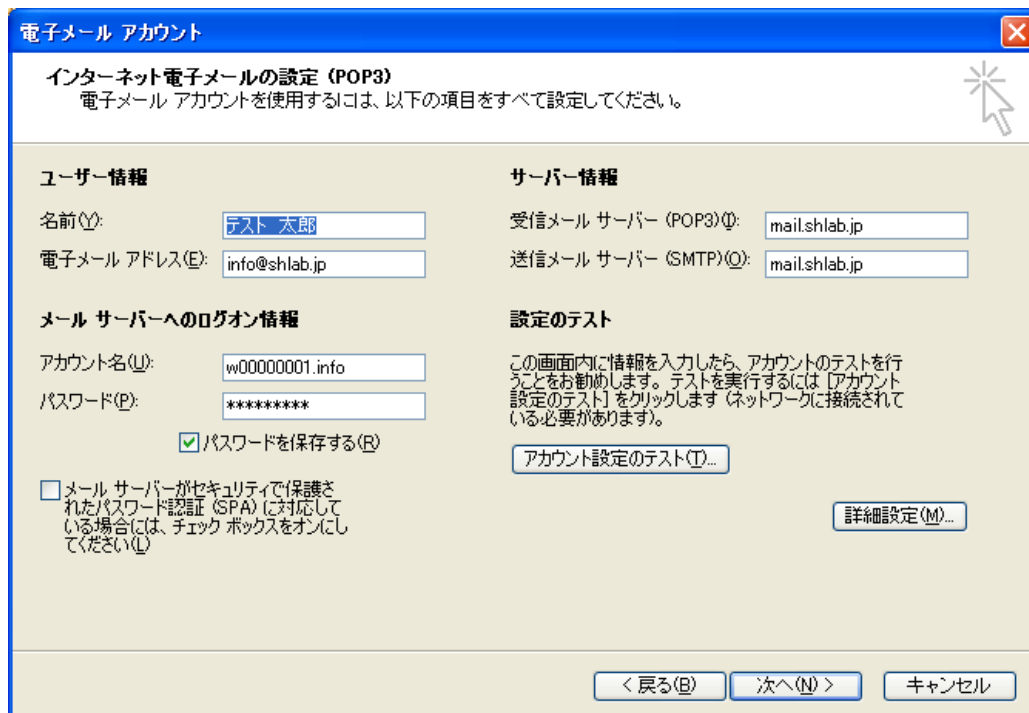 電子メール アカウント
インターネット電子メールの設定 (POP3)
電子メール アカウントを使用するには、以下の項目をすべて設定してください。
ユーザー情報
名前(Y):
テスト 太郎
電子メール アドレス(E):
info@shlab.jp
メール サーバーへのログオン情報
アカウント名(U):
w00000001.info
パスワード(P):
*********
パスワードを保存する(R)
メール サーバーがセキュリティで保護さ
れたパスワード認証 (SPA) に対応して
いる場合には、チェック ボックスをオンにし
てください(L)
サーバー情報
受信メール サーバー (POP3)(I):
mail.shlab.jp
送信メール サーバー (SMTP)(O):
mail.shlab.jp
設定のテスト
この画面内に情報を入力したら、アカウントのテストを行
うことをお勧めします。テストを実行するには [アカウント
設定のテスト] をクリックします (ネットワークに接続されて
いる必要があります)。
アカウント設定のテスト(T)...
詳細設定(M)...
< 戻る(B)
次へ(N) >
キャンセル